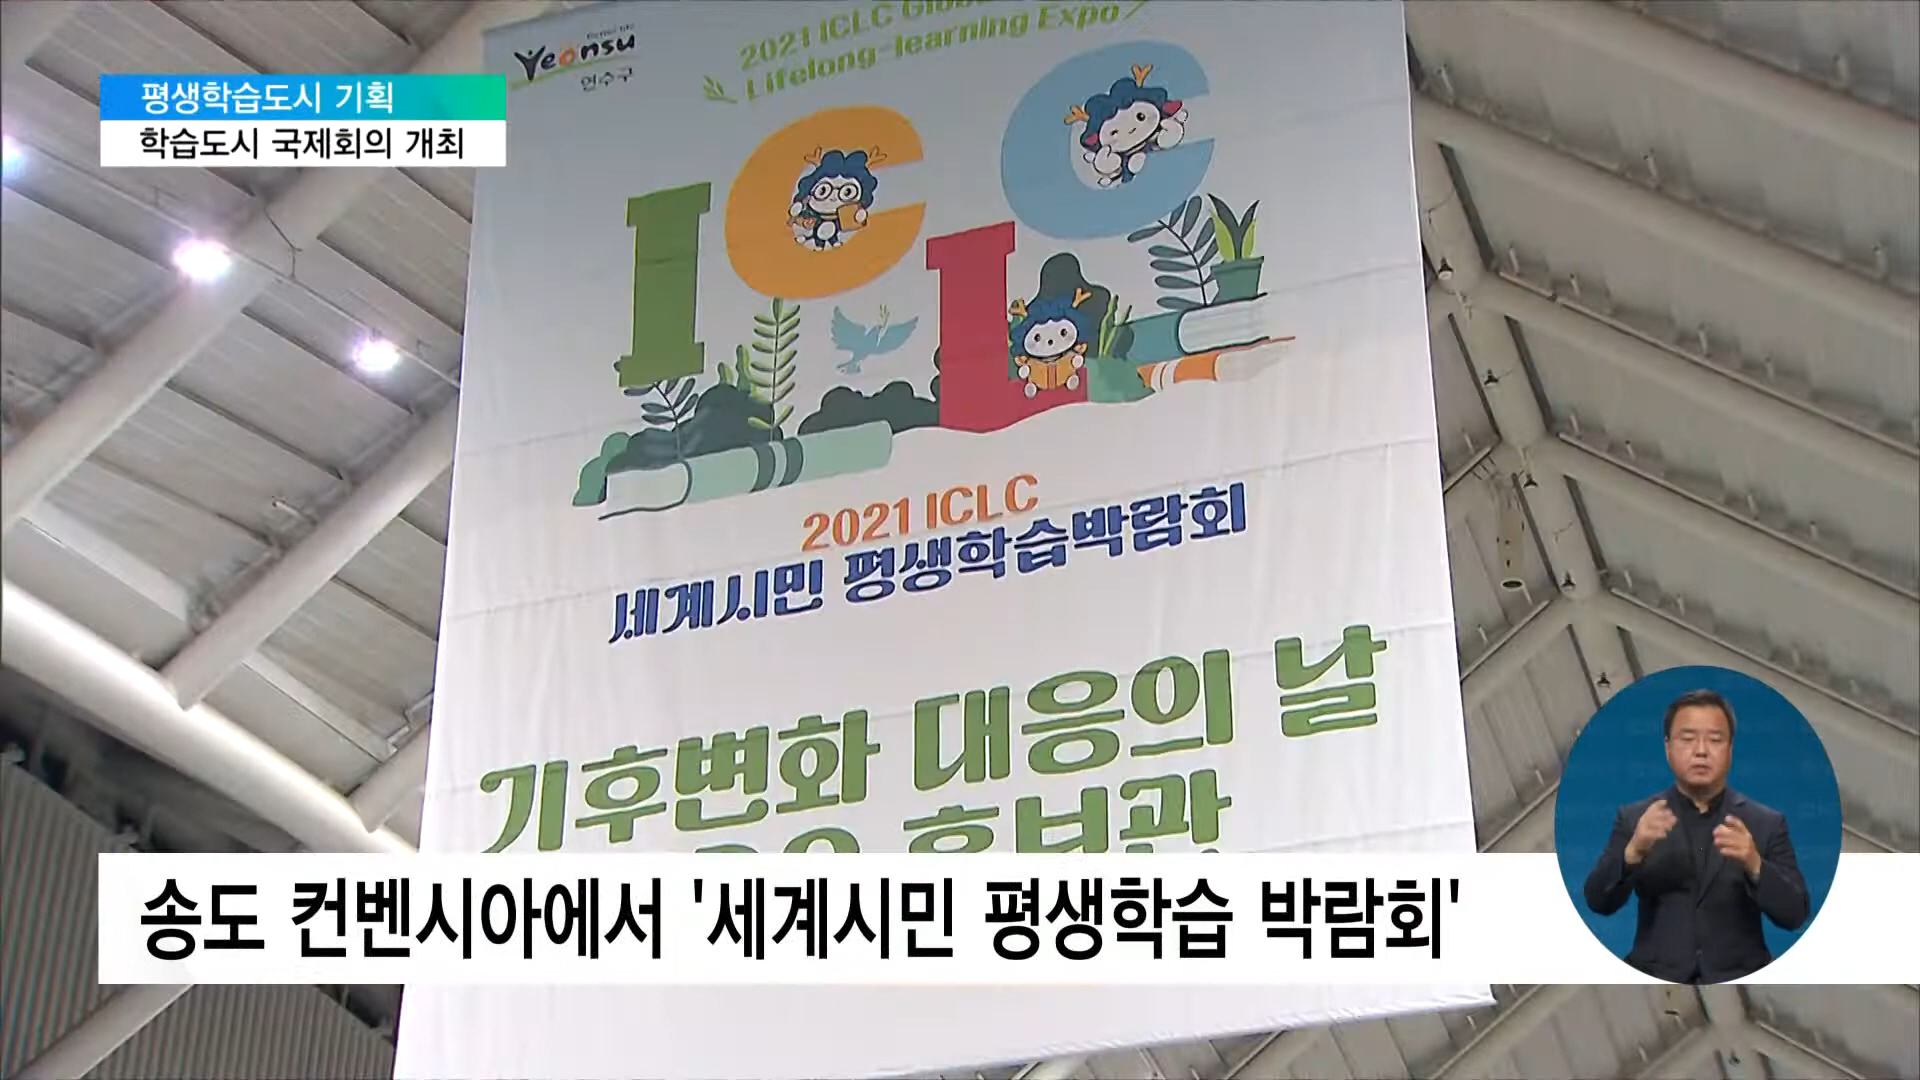 평생학습도시 기획
학습도시 국제회의 개최
Yeonsu
연수구
2021 ICLC
Lifelong-learning Expo
ICLC
2021 ICLC
세계시민 평생학습박람회
기후변화 대응의 날
홍보관
송도 컨벤시아에서 '세계시민 평생학습 박람회'